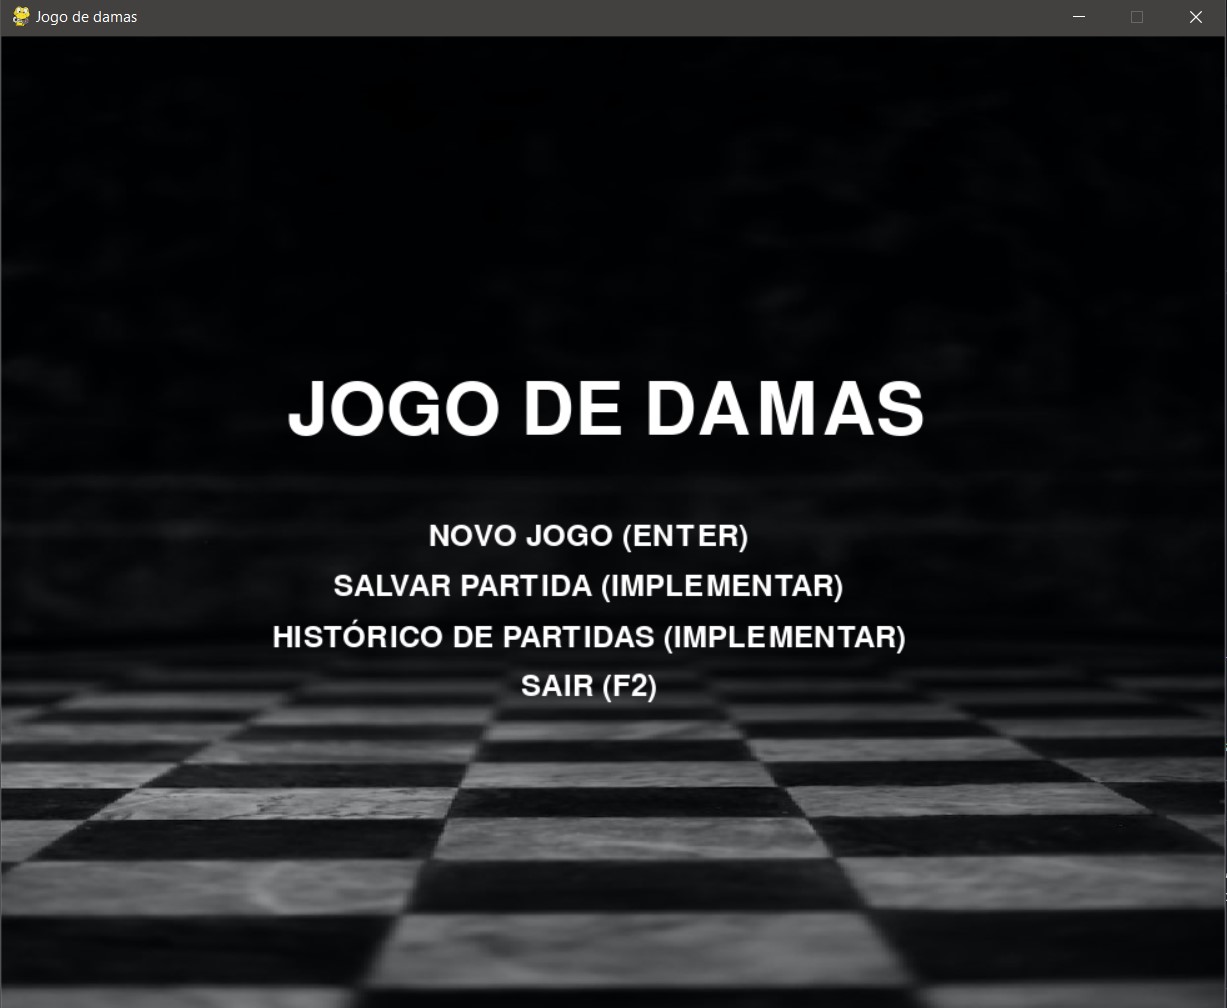 Jogo de damas
JOGO DE DAMAS
NOVO JOGO (ENTER)
SALVAR PARTIDA (IMPLEMENTAR)
HISTÓRICO DE PARTIDAS (IMPLEMENTAR)
SAIR (F2)